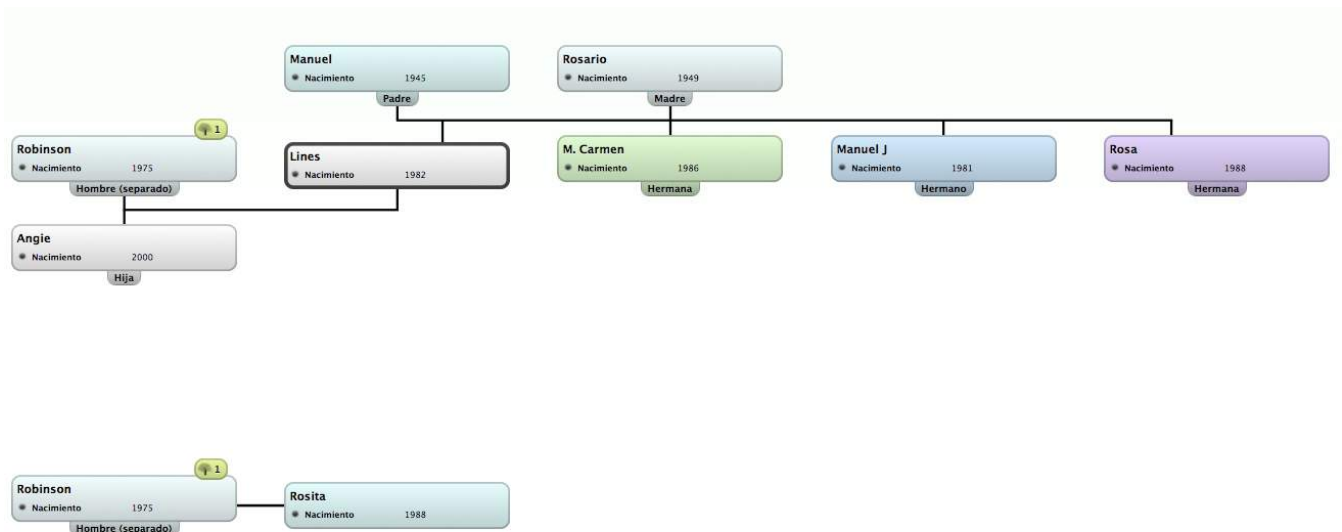 Manuel
Nacimiento 1945
Padre
Rosario
Nacimiento 1949
Madre
1
Robinson
Nacimiento 1975
Hombre (separado)
Lines
Nacimiento 1982
M. Carmen
Nacimiento 1986
Hermana
Manuel J
Nacimiento 1981
Hermano
Rosa
Nacimiento 1988
Hermana
Angie
Nacimiento 2000
Hija
1
Robinson
Nacimiento 1975
Hombre (separado)
Rosita
Nacimiento 1988